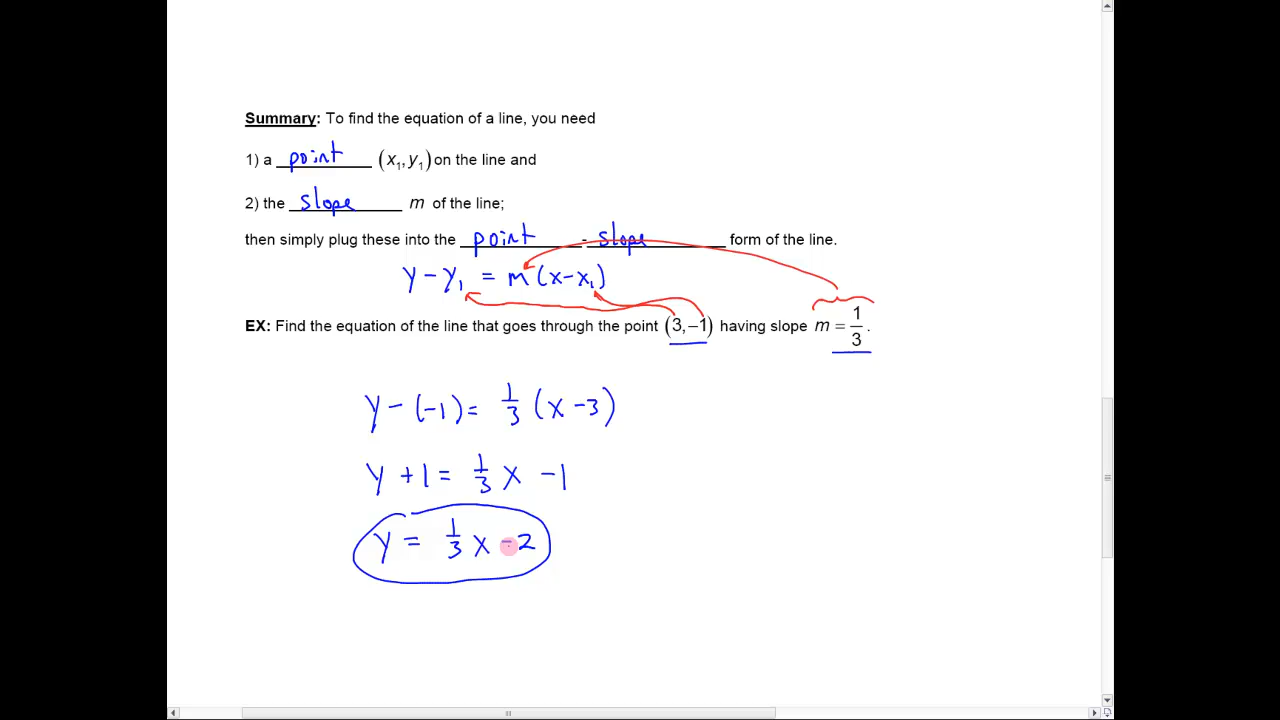 Summary: To find the equation of a line, you need
1) a point (x₁, y₁) on the line and
2) the slope m of the line;
then simply plug these into the point - slope form of the line.
y - y₁ = m(x - x₁)
EX: Find the equation of the line that goes through the point (3, -1) having slope m = 1/3.
y - (-1) = 1/3 (x - 3)
y + 1 = 1/3 x - 1
y = 1/3 x - 2